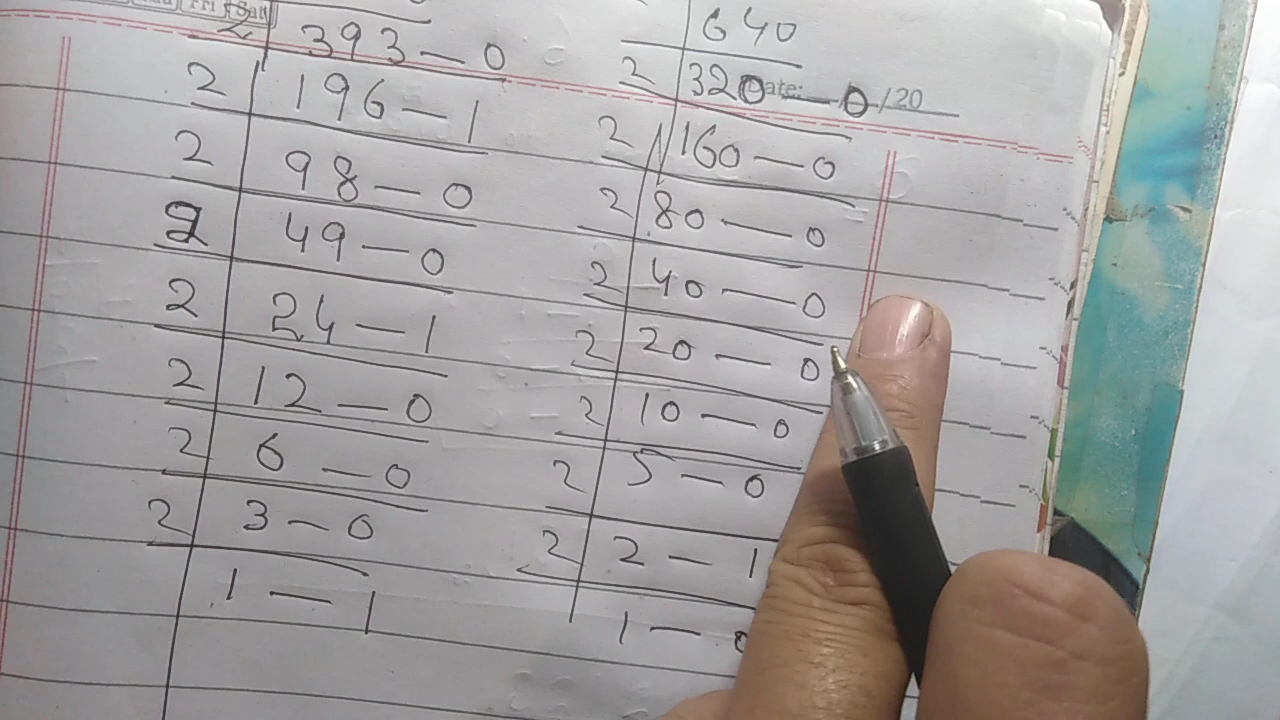 Fri Sat
2 393 — 0
2 196 — 1
2 98 — 0
2 49 — 0
2 24 — 1
2 12 — 0
2 6 — 0
2 3 — 0
1 — 1
640
2 320 — 0
Date: /20
2 160 — 0
2 80 — 0
2 40 — 0
2 20 — 0
2 10 — 0
2 5 — 0
2 2 — 1
1 — 0